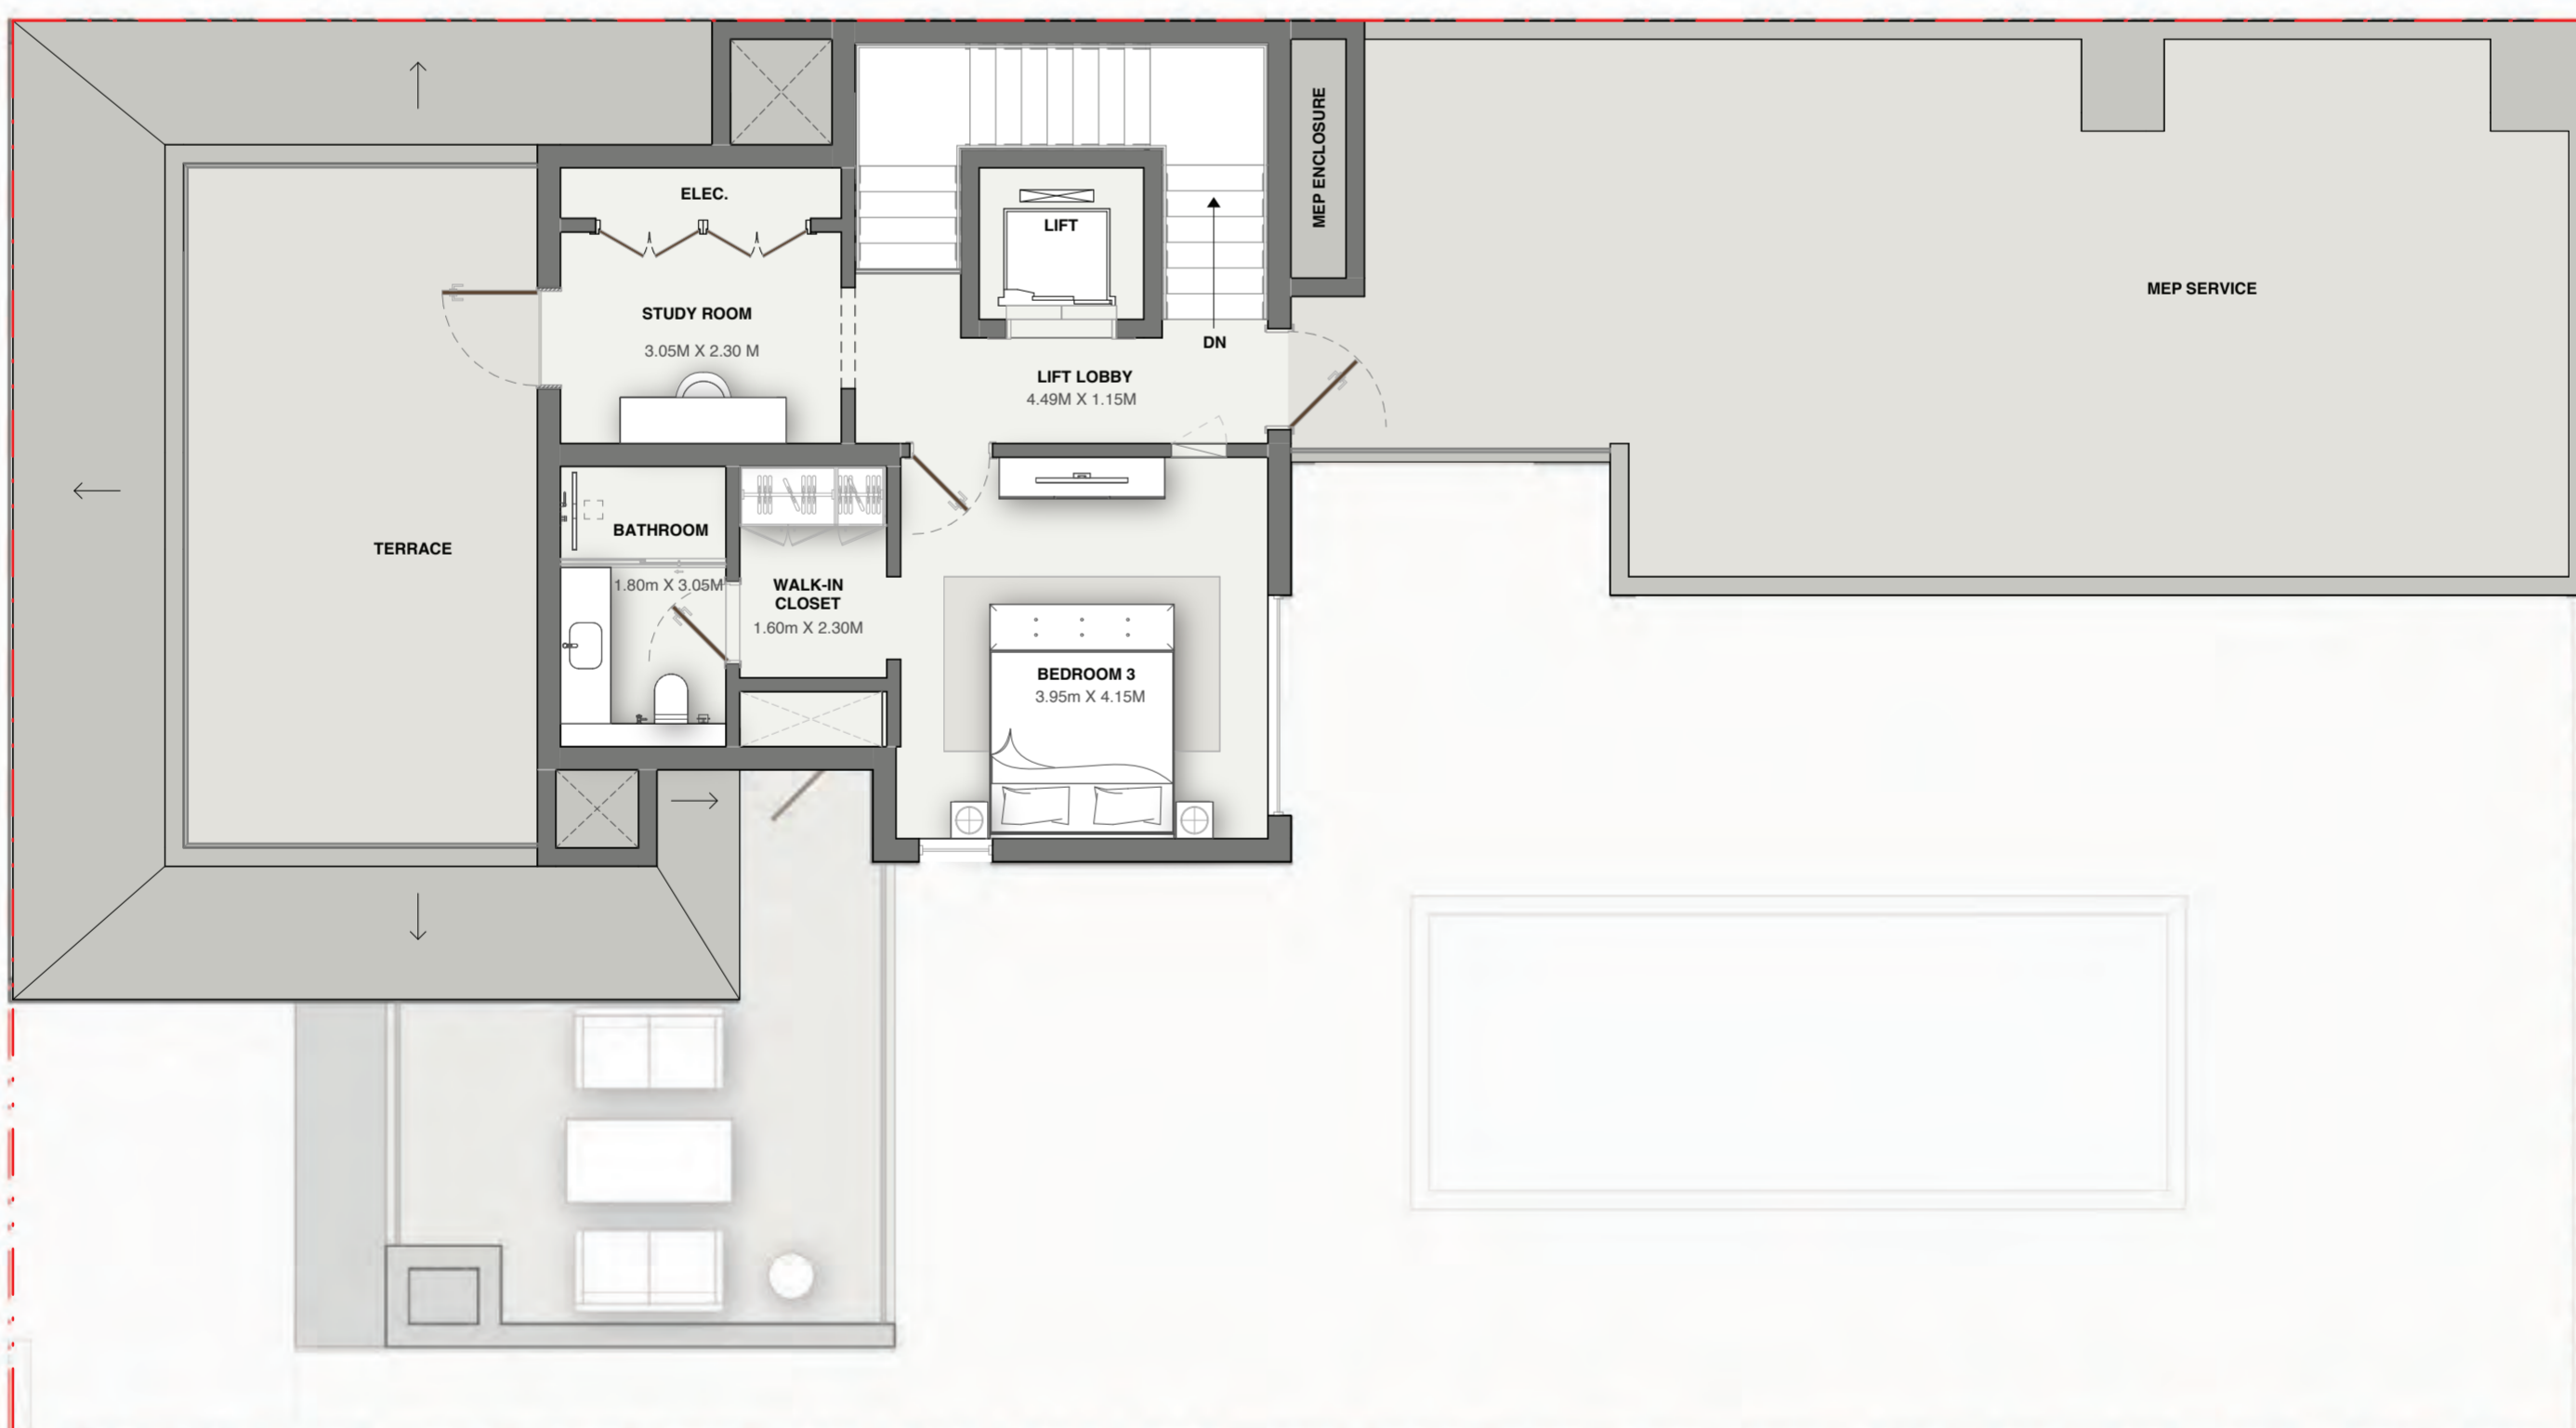 MEP ENCLOSURE
ELEC.
LIFT
MEP SERVICE
STUDY ROOM
3.05M X 2.30 M
DN
LIFT LOBBY
4.49M X 1.15M
BATHROOM
1.80m X 3.05M
TERRACE
WALK-IN
CLOSET
1.60m X 2.30M
BEDROOM 3
3.95m X 4.15M